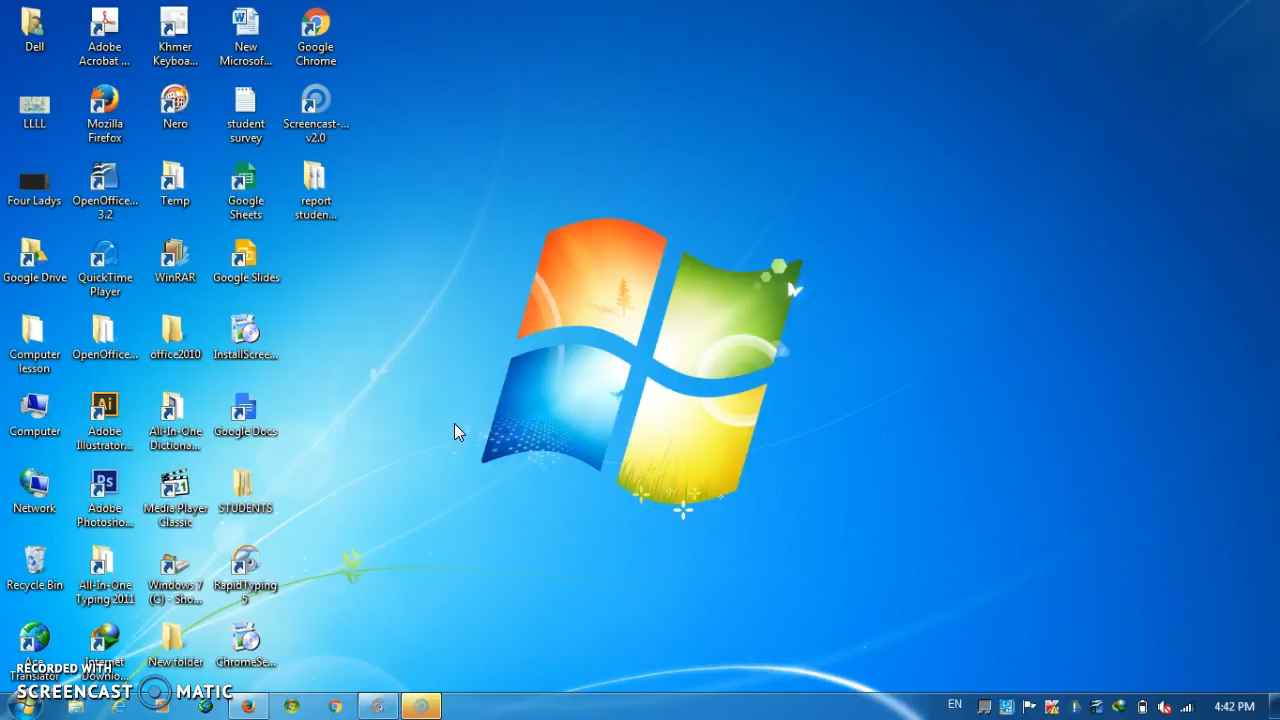 Dell
Adobe
Acrobat ...
Khmer
Keyboa...
New
Microsof...
Google
Chrome
LLLL
Mozilla
Firefox
Nero
student
survey
Screencast-...
v2.0
Four Ladys
OpenOffice...
3.2
Temp
Google
Sheets
report
studen...
Google Drive
QuickTime
Player
WinRAR
Google Slides
Computer
lesson
OpenOffice...
office2010
InstallScree...
Computer
Adobe
Illustrator...
All-In-One
Dictiona...
Google Docs
Network
Adobe
Photosho...
Media Player
Classic
STUDENTS
Recycle Bin
All-In-One
Typing 2011
Windows 7
(C) - Sho...
RapidTyping
5
Ace
Translator
Internet
Downlo...
New folder
ChromeSe...
RECORDED WITH
SCREENCAST MATIC
EN
4:42 PM